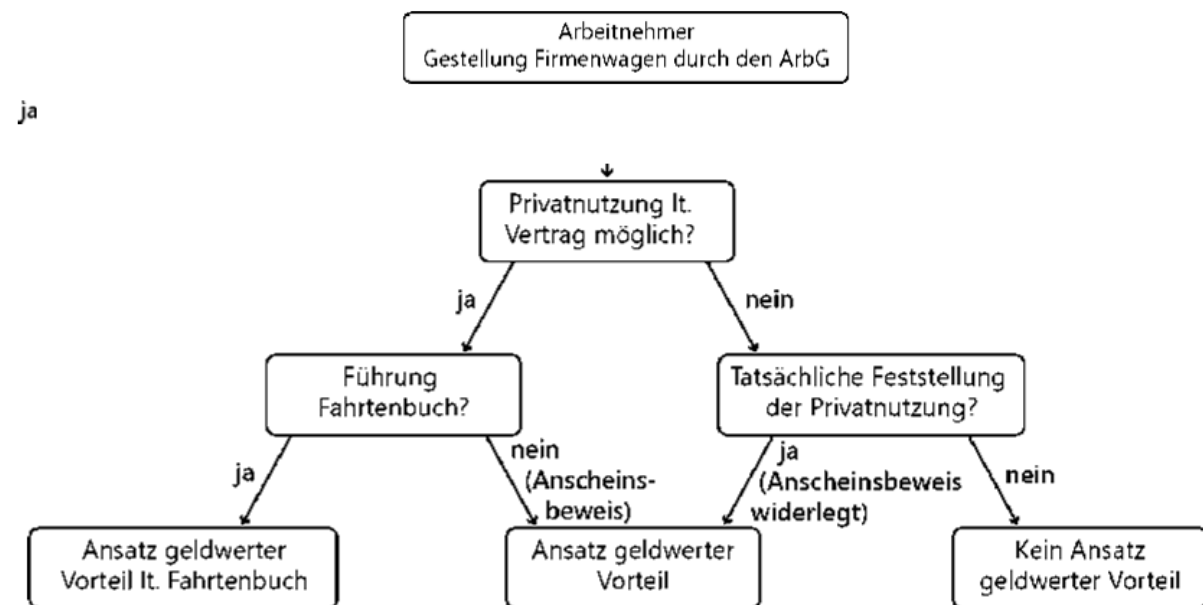 Arbeitnehmer
Gestellung Firmenwagen durch den ArbG
ja
Privatnutzung lt.
Vertrag möglich?
ja
nein
Führung
Fahrtenbuch?
Tatsächliche Feststellung
der Privatnutzung?
ja
nein
(Anscheins-
beweis)
ja
(Anscheinsbeweis
widerlegt)
nein
Ansatz geldwerter
Vorteil lt. Fahrtenbuch
Ansatz geldwerter
Vorteil
Kein Ansatz
geldwerter Vorteil